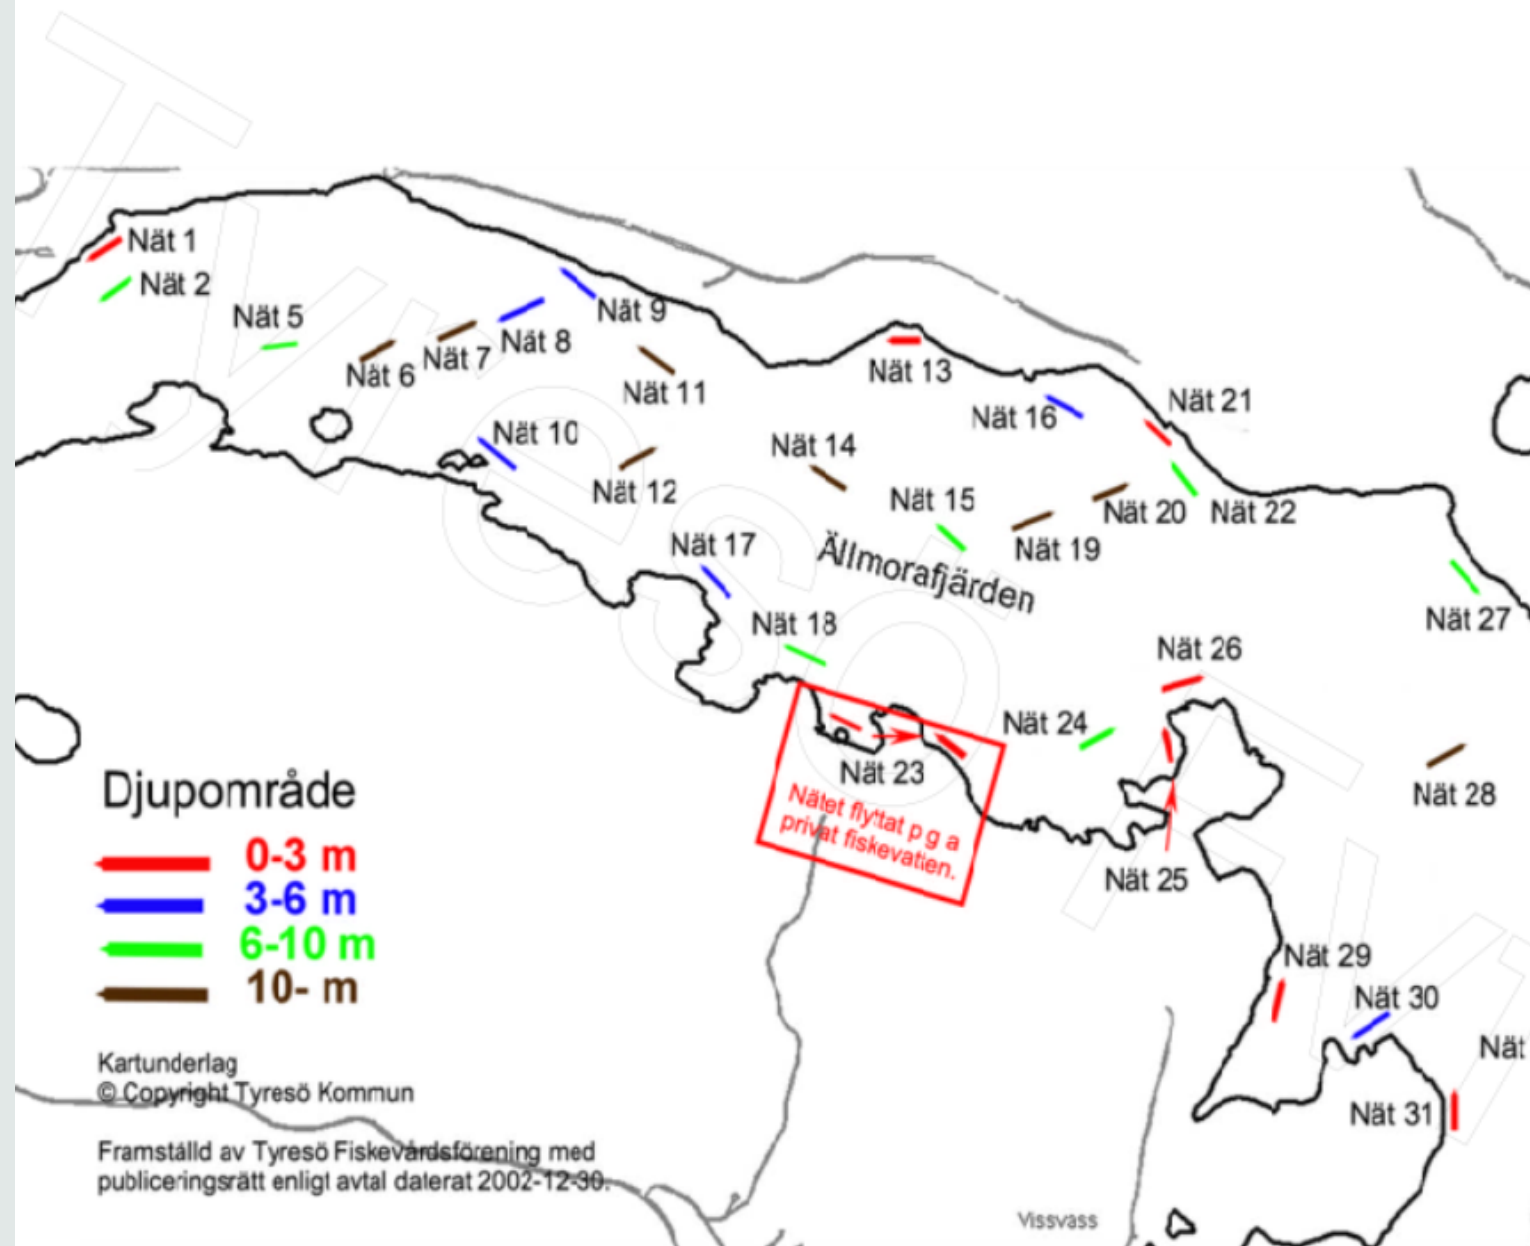 Nät 1
Nät 2
Nät 5
Nät 6
Nät 7
Nät 8
Nät 9
Nät 10
Nät 11
Nät 12
Nät 13
Nät 14
Nät 15
Nät 16
Nät 17
Nät 18
Nät 19
Nät 20
Nät 21
Nät 22
Ällmorafjärden
Nät 23
Nätet flyttat p g a
privat fiskevatten.
Nät 24
Nät 25
Nät 26
Nät 27
Nät 28
Nät 29
Nät 30
Nät
Nät 31
Vissvass
Djupområde
0-3 m
3-6 m
6-10 m
10- m
Kartunderlag
© Copyright Tyresö Kommun
Framställd av Tyresö Fiskevårdsförening med
publiceringsrätt enligt avtal daterat 2002-12-30.